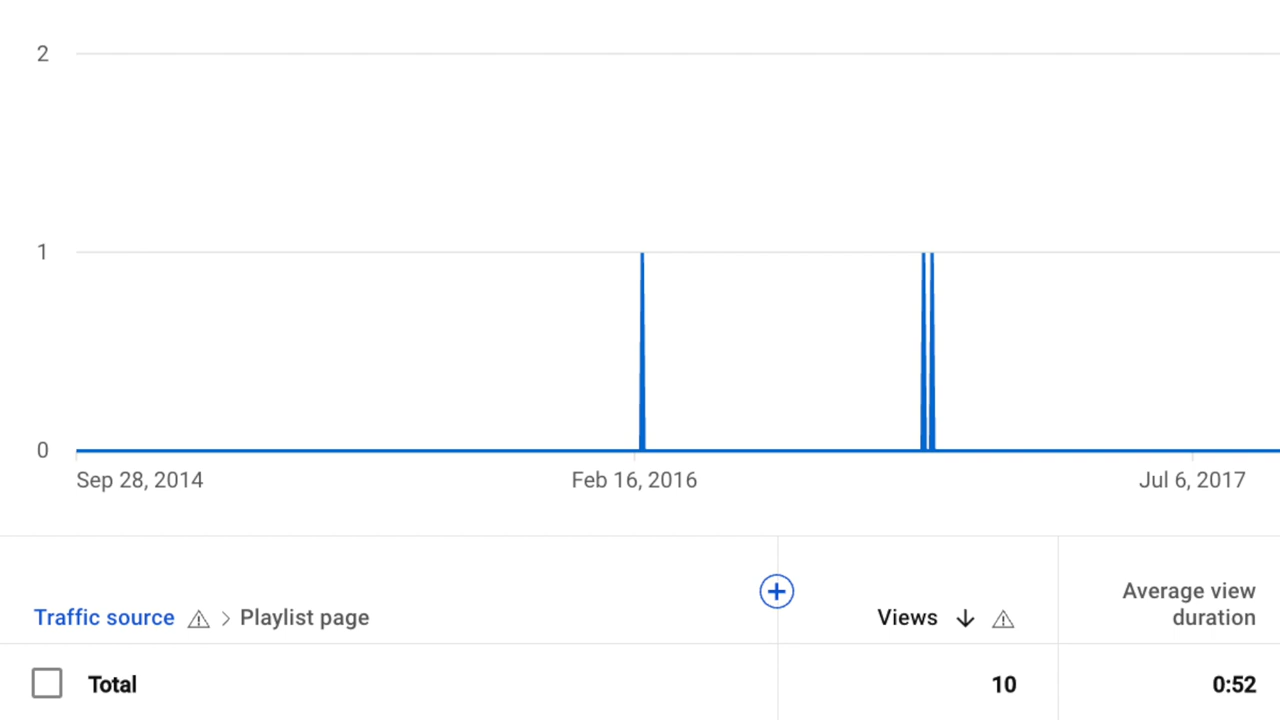 2
1
0
Sep 28, 2014 Feb 16, 2016 Jul 6, 2017
Traffic source > Playlist page Views Average view
duration
Total 10 0:52